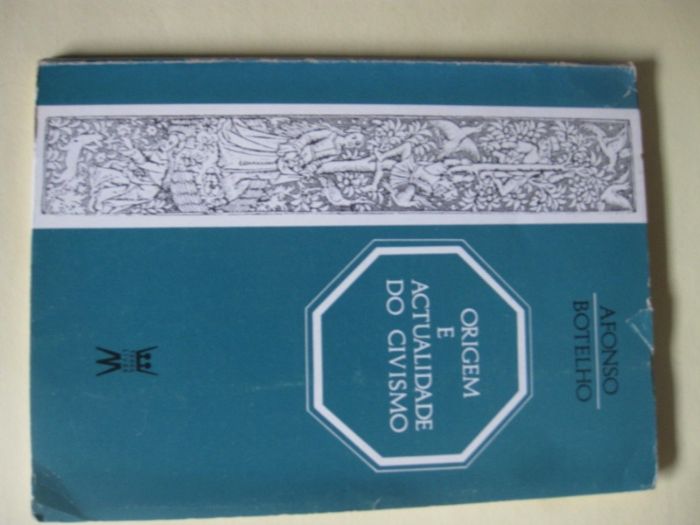 AFONSO
BOTELHO
ORIGEM
E
ACTUALIDADE
DO CIVISMO